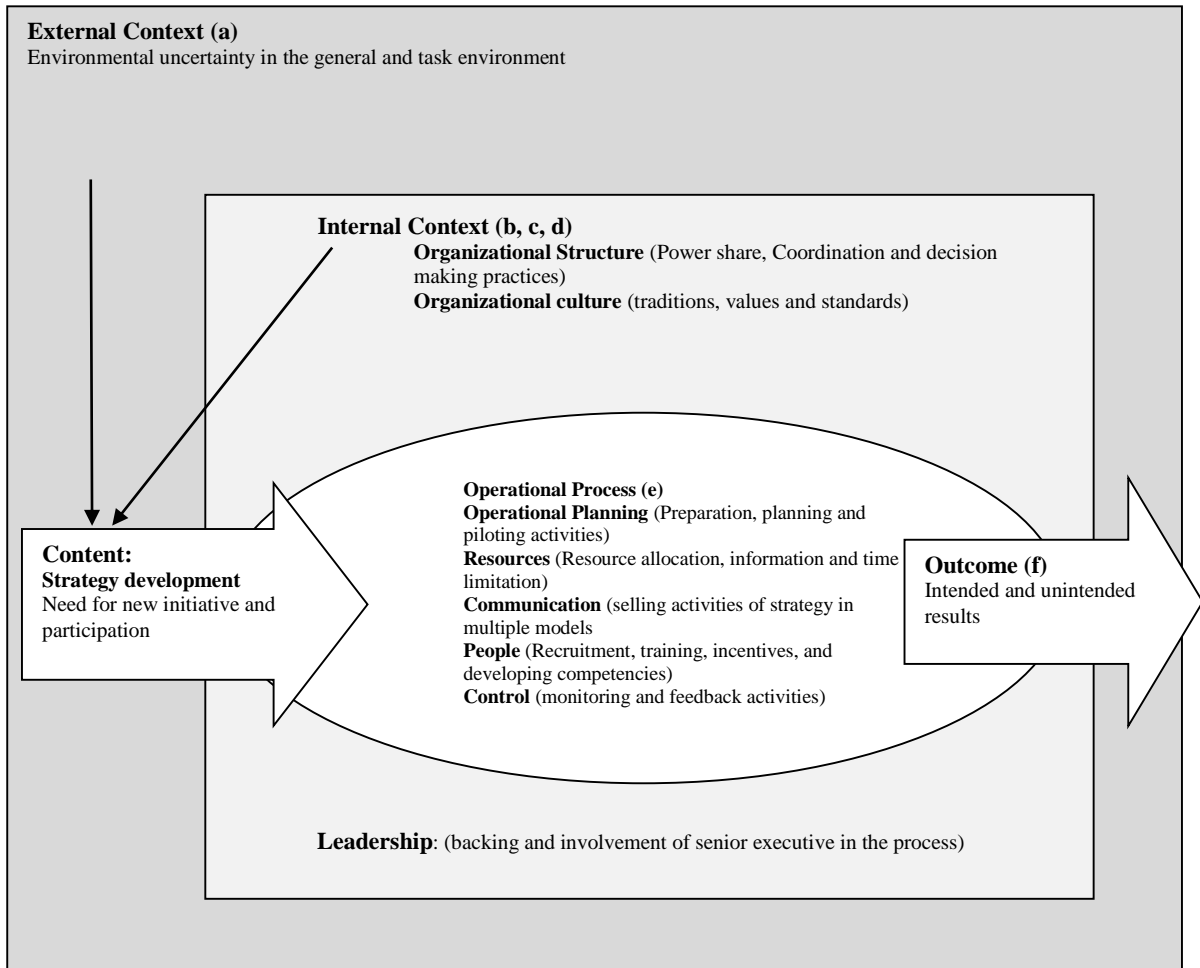 External Context (a)
Environmental uncertainty in the general and task environment
Internal Context (b, c, d)
Organizational Structure (Power share, Coordination and decision
making practices)
Organizational culture (traditions, values and standards)
Content:
Strategy development
Need for new initiative and
participation
Operational Process (e)
Operational Planning (Preparation, planning and
piloting activities)
Resources (Resource allocation, information and time
limitation)
Communication (selling activities of strategy in
multiple models
People (Recruitment, training, incentives, and
developing competencies)
Control (monitoring and feedback activities)
Outcome (f)
Intended and unintended
results
Leadership: (backing and involvement of senior executive in the process)